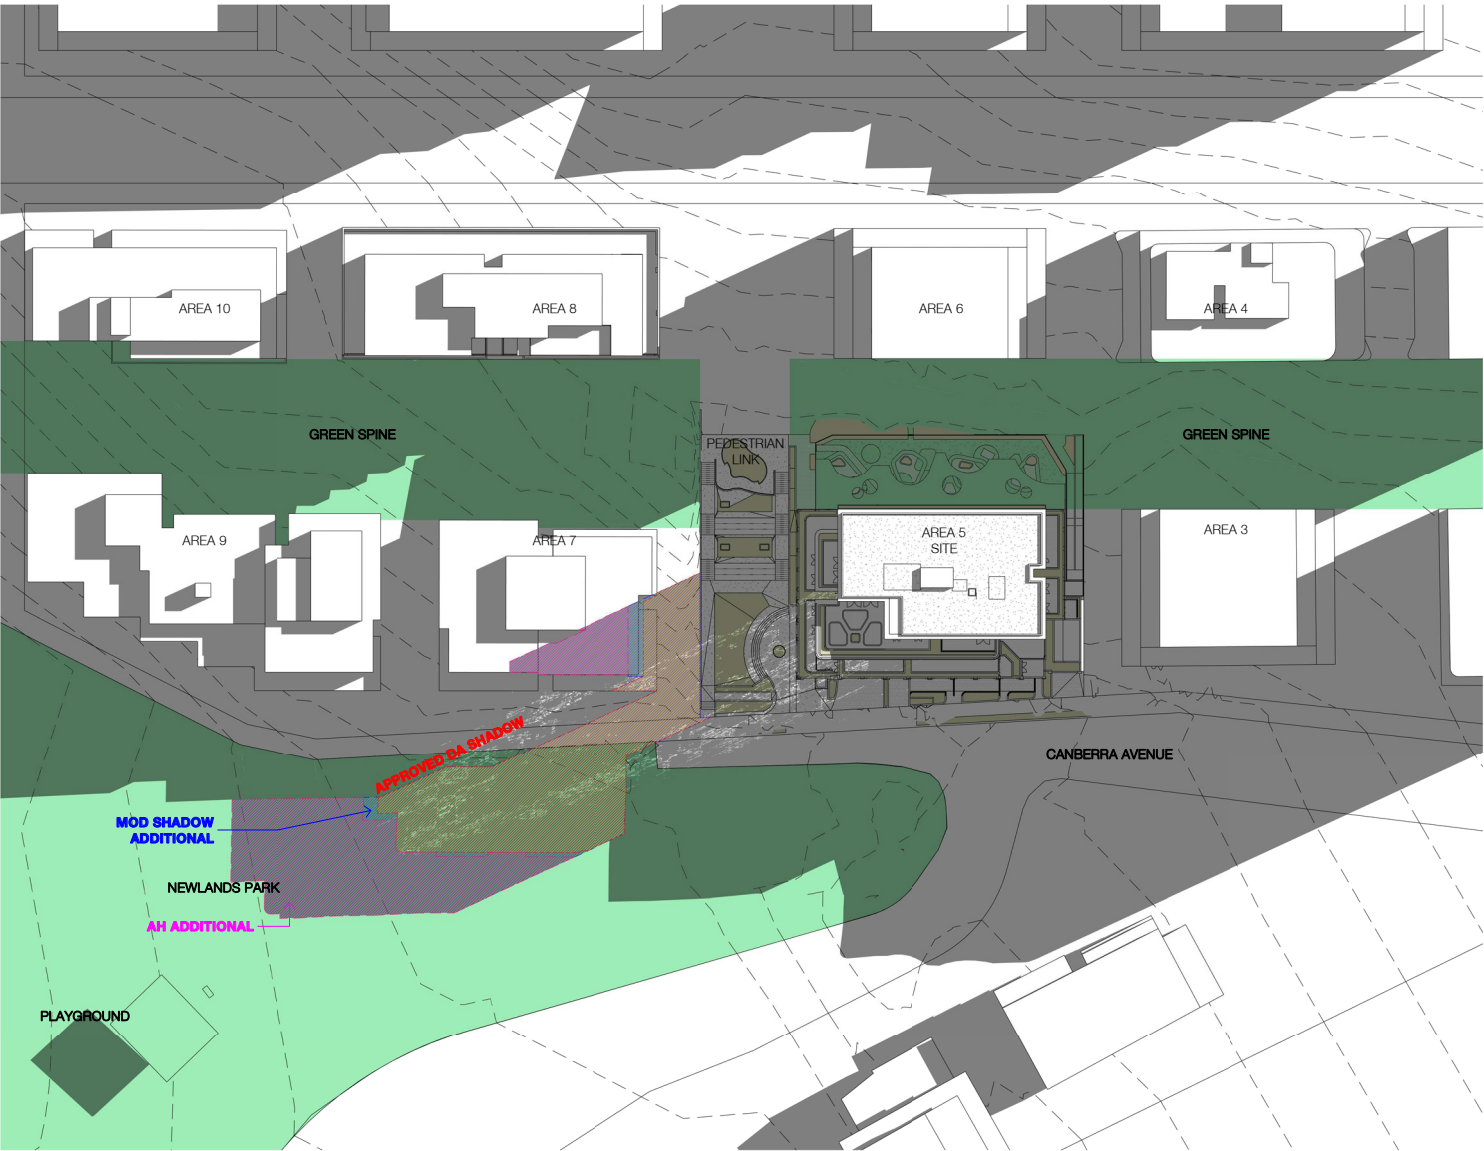 AREA 10
AREA 8
AREA 6
AREA 4
GREEN SPINE
PEDESTRIAN
LINK
GREEN SPINE
AREA 9
AREA 7
AREA 5
SITE
AREA 3
APPROVED DA SHADOW
CANBERRA AVENUE
MOD SHADOW
ADDITIONAL
NEWLANDS PARK
AH ADDITIONAL
PLAYGROUND